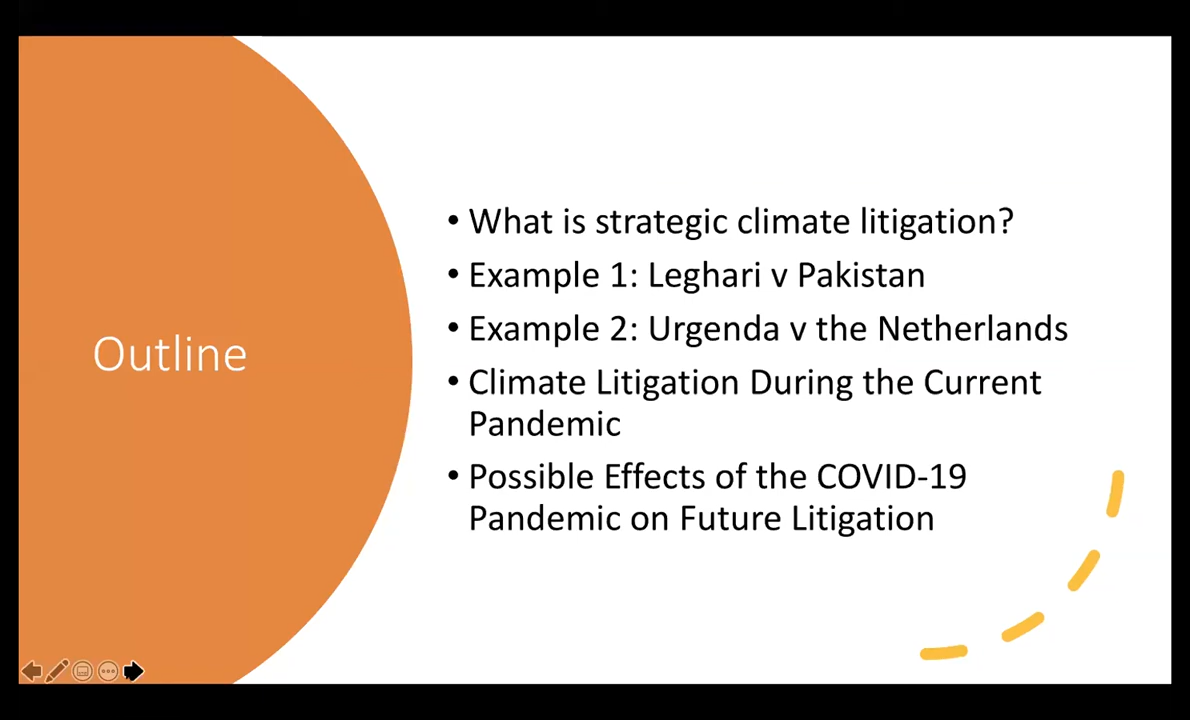 Outline
• What is strategic climate litigation?
• Example 1: Leghari v Pakistan
• Example 2: Urgenda v the Netherlands
• Climate Litigation During the Current
Pandemic
• Possible Effects of the COVID-19
Pandemic on Future Litigation